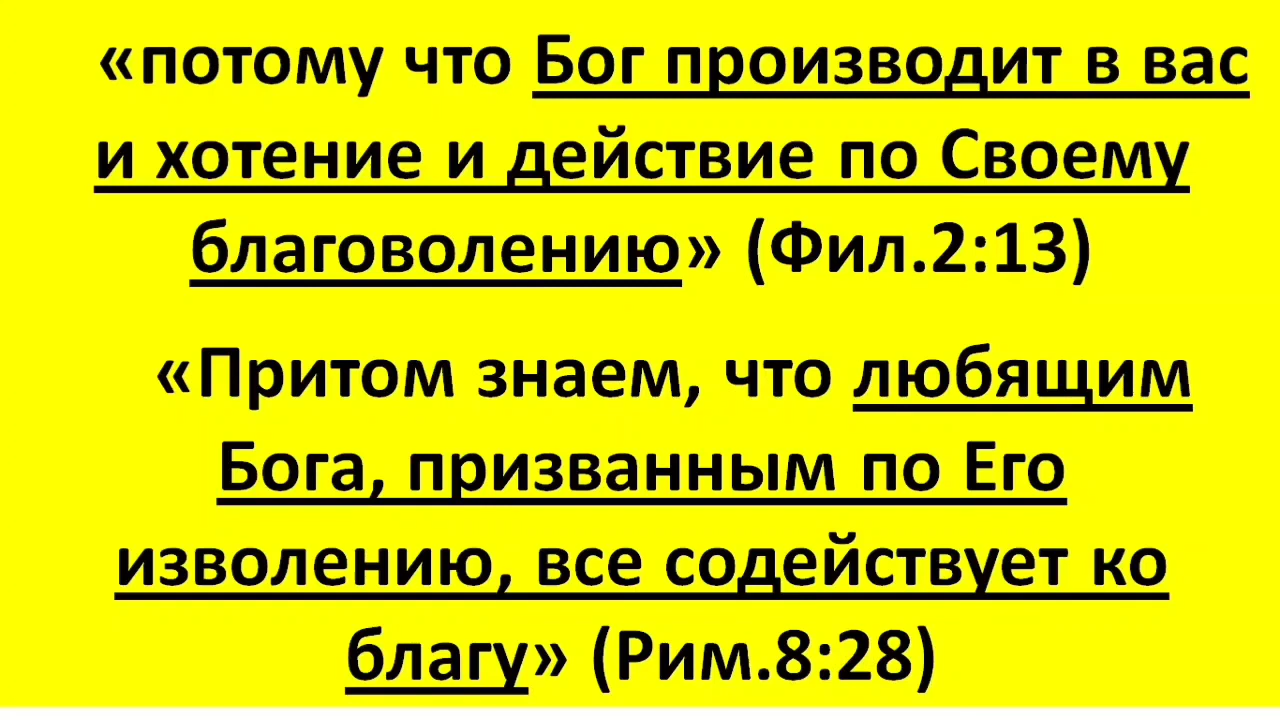 «потому что Бог производит в вас
и хотение и действие по Своему
благоволению» (Фил.2:13)
«Притом знаем, что любящим
Бога, призванным по Его
изволению, все содействует ко
благу» (Рим.8:28)